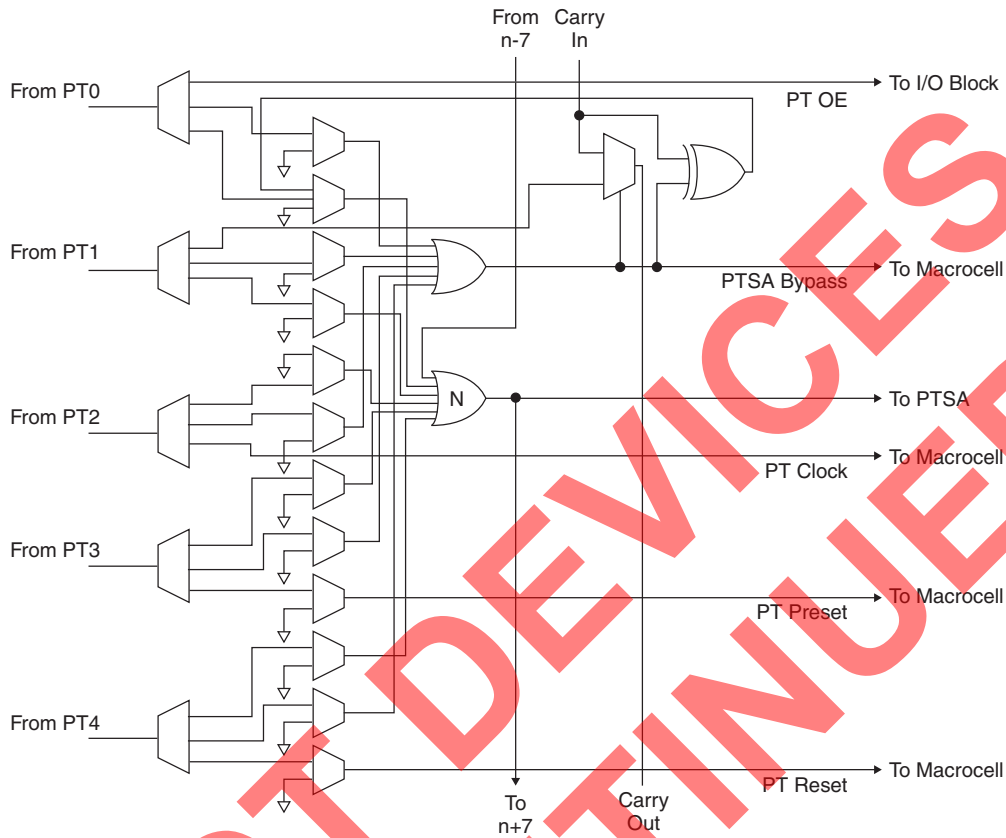 From
n-7
Carry
In
From PT0
To I/O Block
PT OE
From PT1
To Macrocell
PTSA Bypass
N
To PTSA
From PT2
To Macrocell
PT Clock
From PT3
To Macrocell
PT Preset
From PT4
To Macrocell
PT Reset
To
n+7
Carry
Out
DEVICES